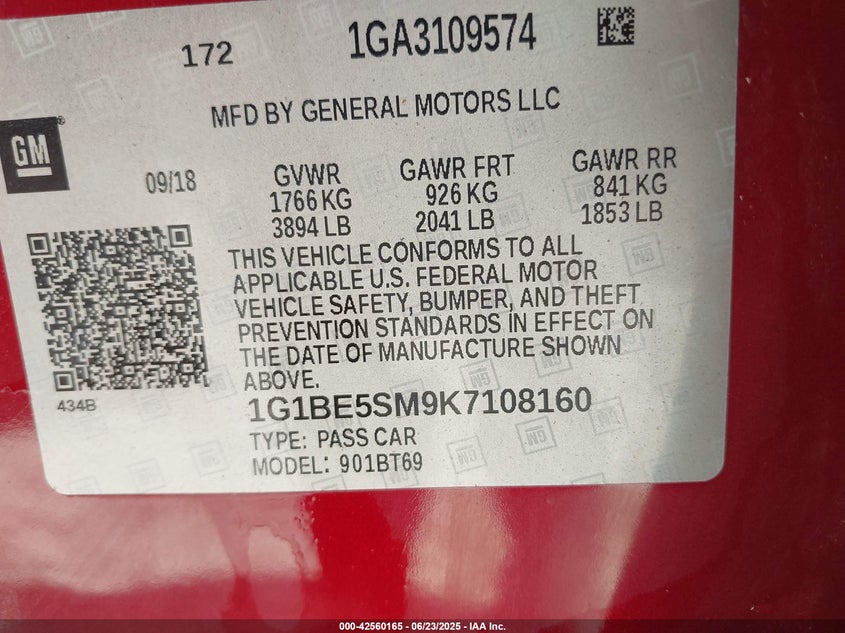 172
1GA3109574
MFD BY GENERAL MOTORS LLC
GM
®
09/18
GVWR
1766 KG
3894 LB
GAWR FRT
926 KG
2041 LB
GAWR RR
841 KG
1853 LB
THIS VEHICLE CONFORMS TO ALL
APPLICABLE U.S. FEDERAL MOTOR
VEHICLE SAFETY, BUMPER, AND THEFT
PREVENTION STANDARDS IN EFFECT ON
THE DATE OF MANUFACTURE SHOWN
ABOVE.
434B
1G1BE5SM9K7108160
TYPE: PASS CAR
MODEL: 901BT69
000-42560165 - 06/23/2025 - IAA Inc.